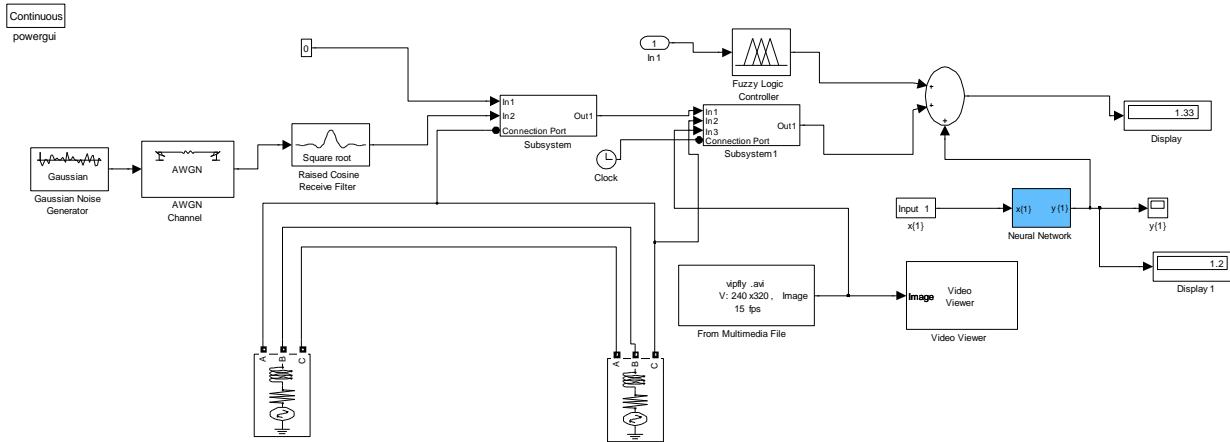 Continuous
powergui
0
1
In 1
Fuzzy Logic
Controller
In1
In2
Out1
Connection Port
Subsystem
In1
In2
In3
Out1
Connection Port
Subsystem 1
+
+
+
1.33
Display
Gaussian
Gaussian Noise
Generator
AWGN
AWGN
Channel
Square root
Raised Cosine
Receive Filter
Clock
Input 1
x{1}
x{1}
y{1}
Neural Network
y{1}
1.2
Display 1
vipfly .avi
V: 240 x320 ,
15 fps
Image
From Multimedia File
Image
Video
Viewer
Video Viewer
A
B
C
A
B
C